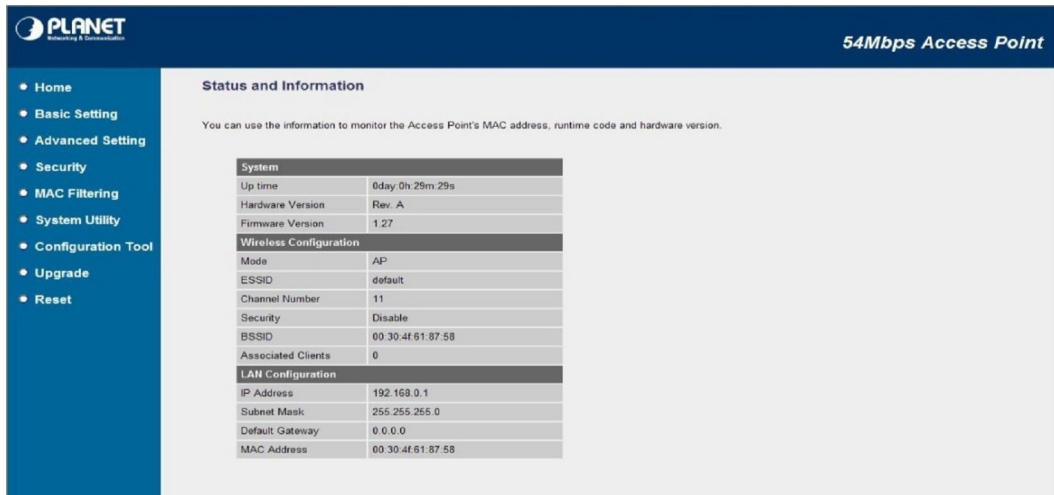 PLANET
Networking & Communication
54Mbps Access Point
Home
Basic Setting
Advanced Setting
Security
MAC Filtering
System Utility
Configuration Tool
Upgrade
Reset
Status and Information
You can use the information to monitor the Access Point's MAC address, runtime code and hardware version.
System
Up time 0day:0h:29m:29s
Hardware Version Rev. A
Firmware Version 1.27
Wireless Configuration
Mode AP
ESSID default
Channel Number 11
Security Disable
BSSID 00:30:4f:61:87:58
Associated Clients 0
LAN Configuration
IP Address 192.168.0.1
Subnet Mask 255.255.255.0
Default Gateway 0.0.0.0
MAC Address 00:30:4f:61:87:58